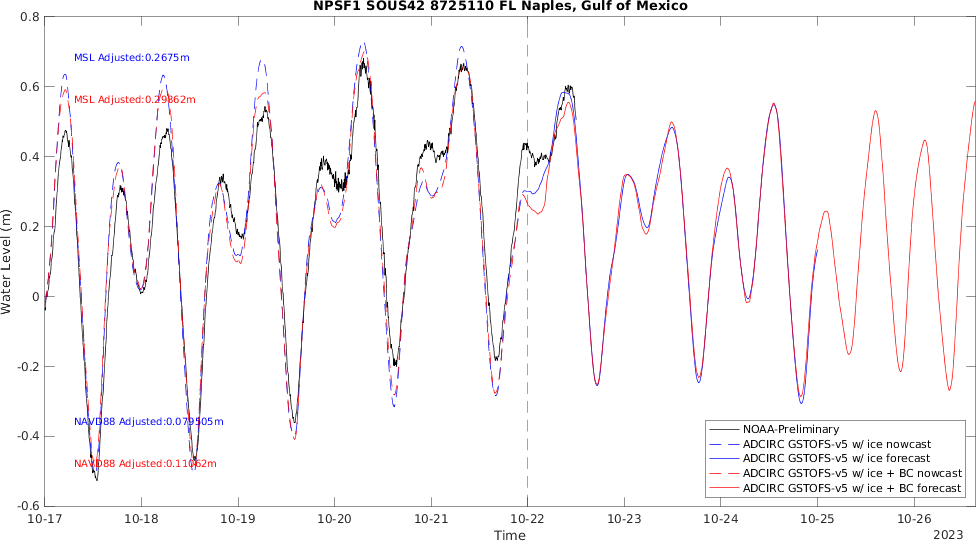 NPSF1 SOUS42 8725110 FL Naples, Gulf of Mexico
0.8
0.6
0.4
0.2
0
-0.2
-0.4
-0.6
Water Level (m)
MSL Adjusted:0.2675m
MSL Adjusted:0.29862m
NAVD88 Adjusted:0.079505m
NAVD88 Adjusted:0.11062m
NOAA-Preliminary
ADCIRC GSTOFS-v5 w/ ice nowcast
ADCIRC GSTOFS-v5 w/ ice forecast
ADCIRC GSTOFS-v5 w/ ice + BC nowcast
ADCIRC GSTOFS-v5 w/ ice + BC forecast
10-17 10-18 10-19 10-20 10-21 10-22 10-23 10-24 10-25 10-26
Time
2023